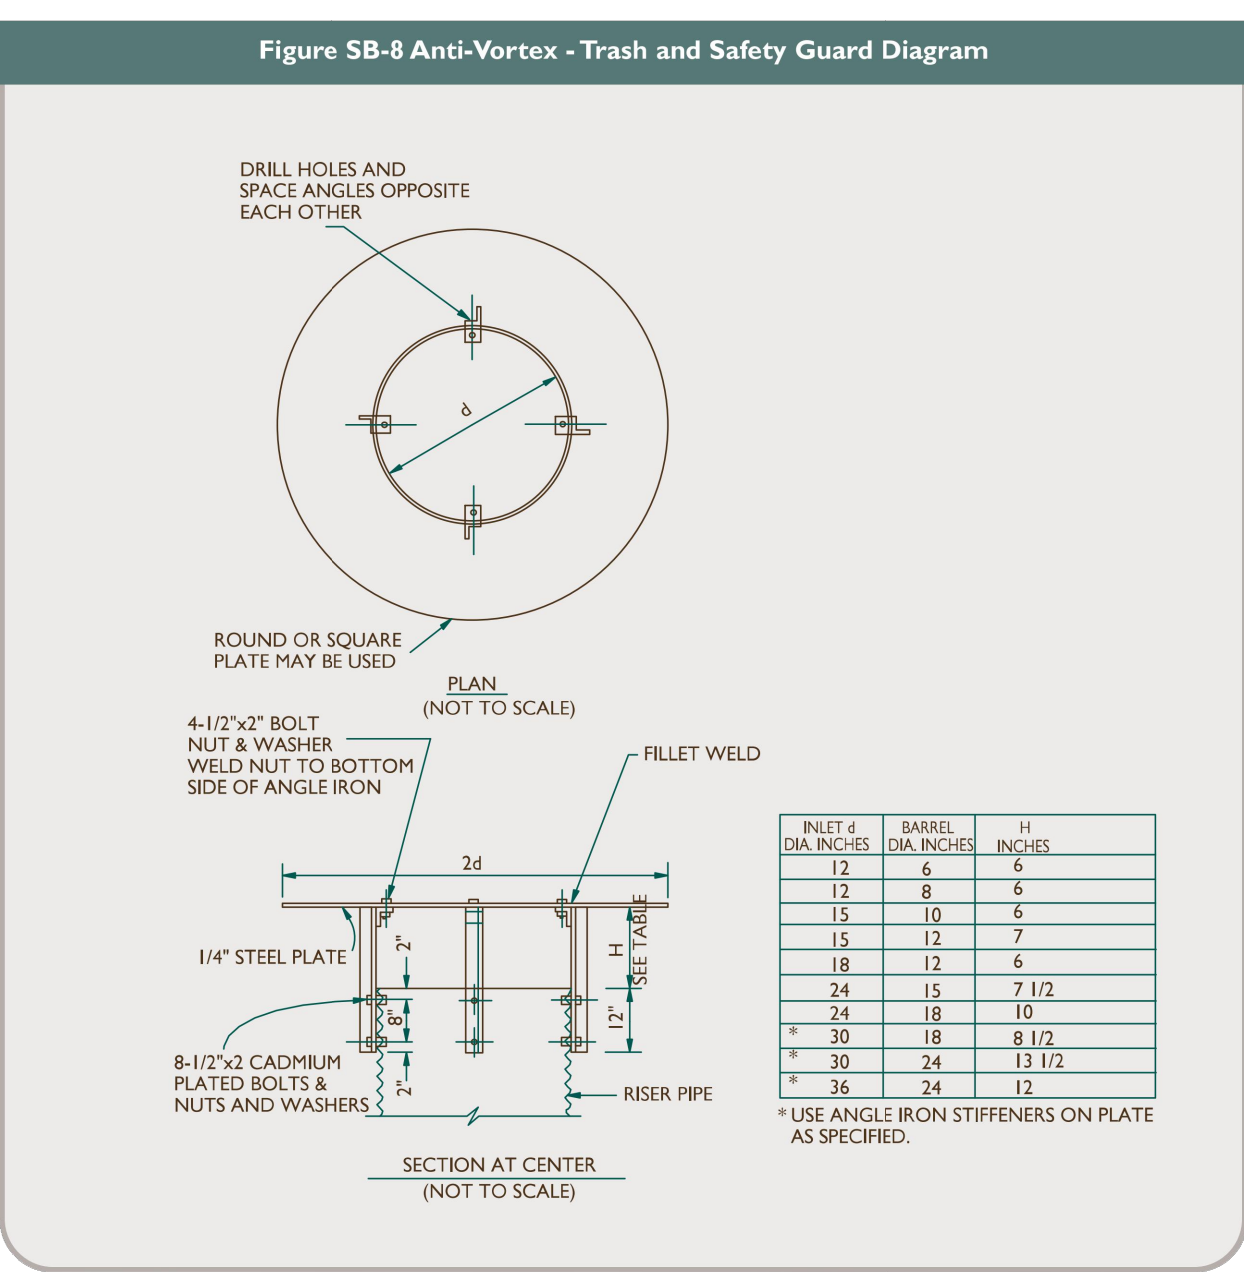 Figure SB-8 Anti-Vortex - Trash and Safety Guard Diagram
DRILL HOLES AND
SPACE ANGLES OPPOSITE
EACH OTHER
d
ROUND OR SQUARE
PLATE MAY BE USED
PLAN
(NOT TO SCALE)
4-1/2"x2" BOLT
NUT & WASHER
WELD NUT TO BOTTOM
SIDE OF ANGLE IRON
FILLET WELD
2d
1/4" STEEL PLATE
2"
H
SEE TABLE
8"
12"
2"
8-1/2"x2 CADMIUM
PLATED BOLTS &
NUTS AND WASHERS
RISER PIPE
SECTION AT CENTER
(NOT TO SCALE)
INLET d BARREL H
DIA. INCHES DIA. INCHES INCHES
12 6 6
12 8 6
15 10 6
15 12 7
18 12 6
24 15 7 1/2
24 18 10
* 30 18 8 1/2
* 30 24 13 1/2
* 36 24 12
* USE ANGLE IRON STIFFENERS ON PLATE
AS SPECIFIED.